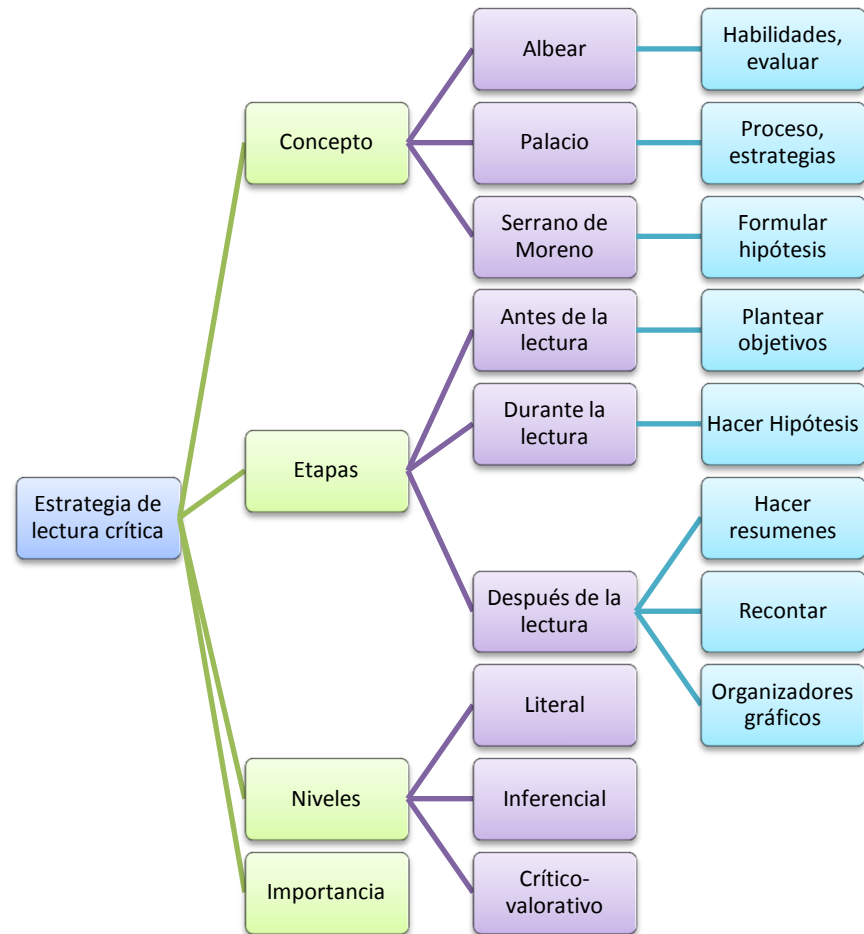 Estrategia de
lectura crítica
Concepto
Albear
Habilidades,
evaluar
Palacio
Proceso,
estrategias
Serrano de
Moreno
Formular
hipótesis
Etapas
Antes de la
lectura
Plantear
objetivos
Durante la
lectura
Hacer Hipótesis
Después de la
lectura
Hacer
resumenes
Recontar
Organizadores
gráficos
Niveles
Literal
Inferencial
Crítico-
valorativo
Importancia